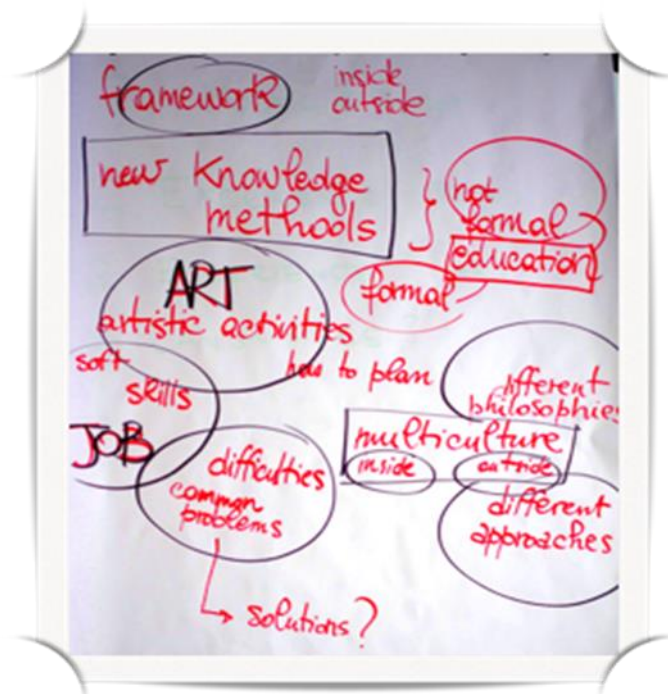 framework
inside
outside
new Knowledge
methods
not
formal
education
formal
ART
artistic activities
soft
skills
JOB
how to plan
ifferent
philosophies
multiculture
inside
outside
different
approaches
difficulties
common
problems
solutions?